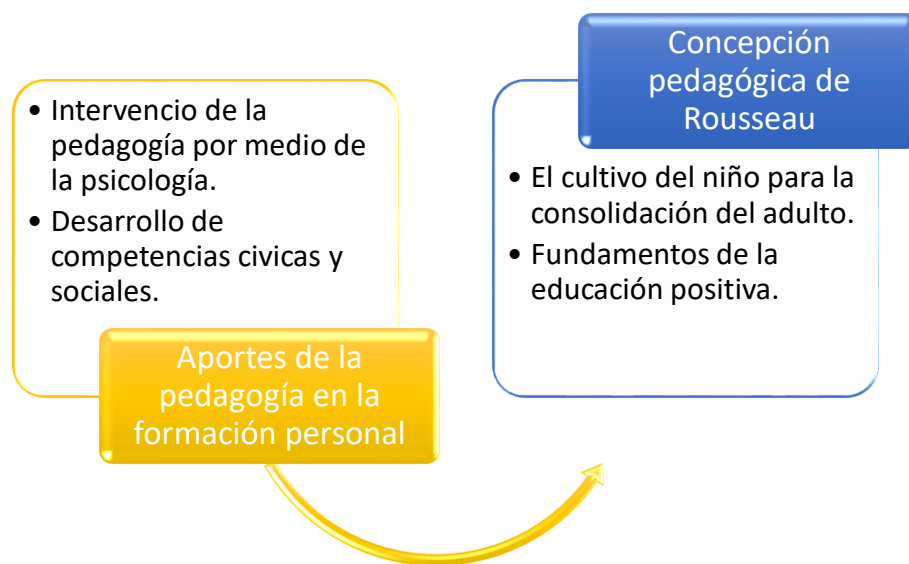 • Intervencio de la
pedagogía por medio de
la psicología.
• Desarrollo de
competencias civicas y
sociales.
Aportes de la
pedagogía en la
formación personal
Concepción
pedagógica de
Rousseau
• El cultivo del niño para la
consolidación del adulto.
• Fundamentos de la
educación positiva.